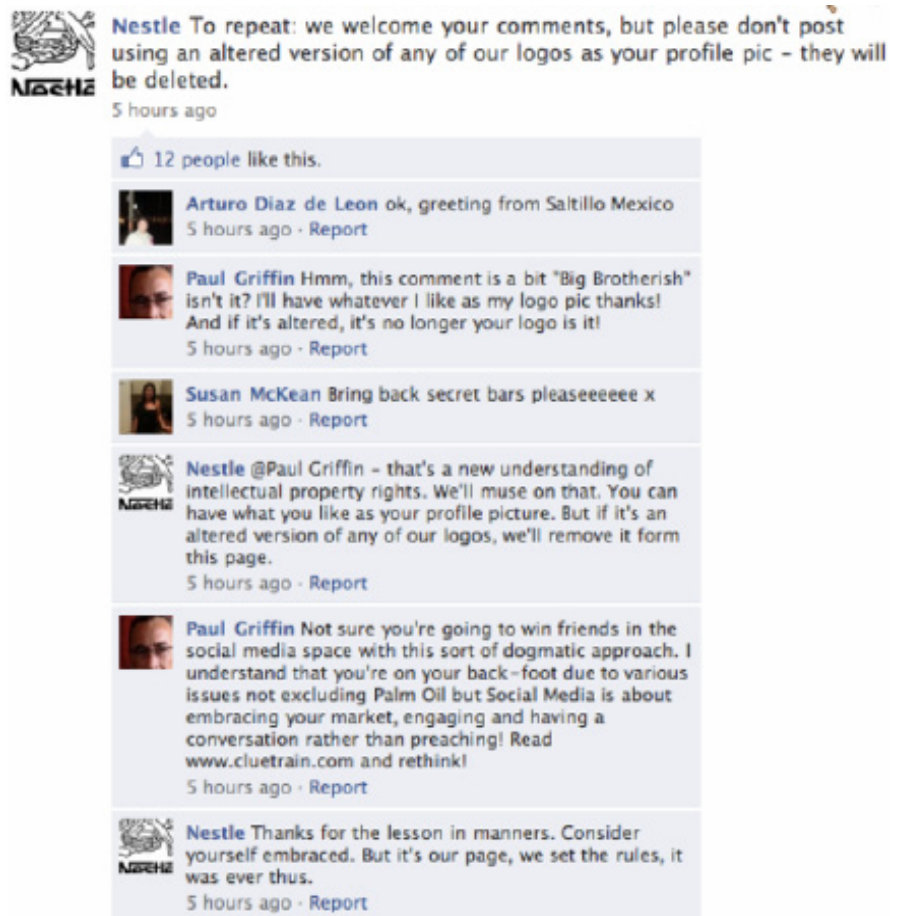 Nestle To repeat: we welcome your comments, but please don't post
using an altered version of any of our logos as your profile pic – they will
be deleted.
Nestlé
5 hours ago
12 people like this.
Arturo Diaz de Leon ok, greeting from Saltillo Mexico
5 hours ago · Report
Paul Griffin Hmm, this comment is a bit "Big Brotherish"
isn't it? I'll have whatever I like as my logo pic thanks!
And if it's altered, it's no longer your logo is it!
5 hours ago · Report
Susan McKean Bring back secret bars pleaseeeeee x
5 hours ago · Report
Nestle @Paul Griffin – that's a new understanding of
intellectual property rights. We'll muse on that. You can
Nestlé
have what you like as your profile picture. But if it's an
altered version of any of our logos, we'll remove it form
this page.
5 hours ago · Report
Paul Griffin Not sure you're going to win friends in the
social media space with this sort of dogmatic approach. I
understand that you're on your back-foot due to various
issues not excluding Palm Oil but Social Media is about
embracing your market, engaging and having a
conversation rather than preaching! Read
www.cluetrain.com and rethink!
5 hours ago · Report
Nestle Thanks for the lesson in manners. Consider
yourself embraced. But it's our page, we set the rules, it
Nestlé
was ever thus.
5 hours ago · Report